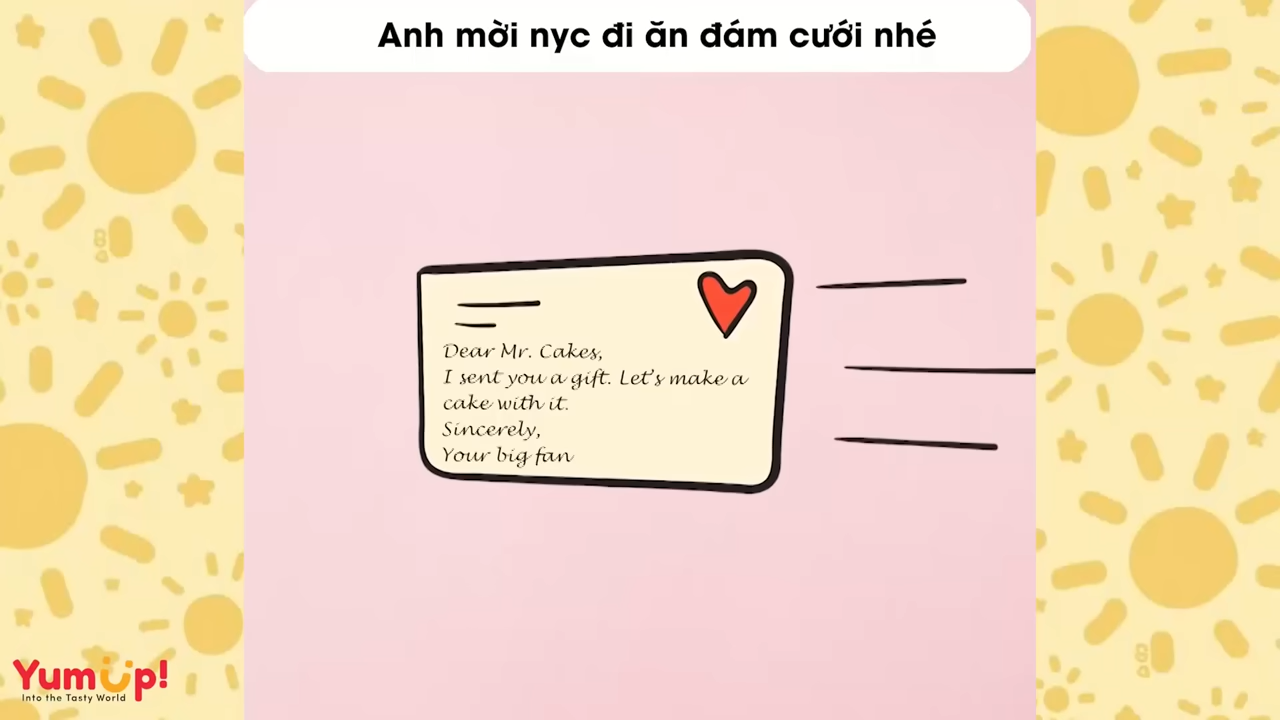 Anh mời nyc đi ăn đám cưới nhé
Dear Mr. Cakes,
I sent you a gift. Let's make a
cake with it.
Sincerely,
Your big fan
YumUp!
Into the Tasty World